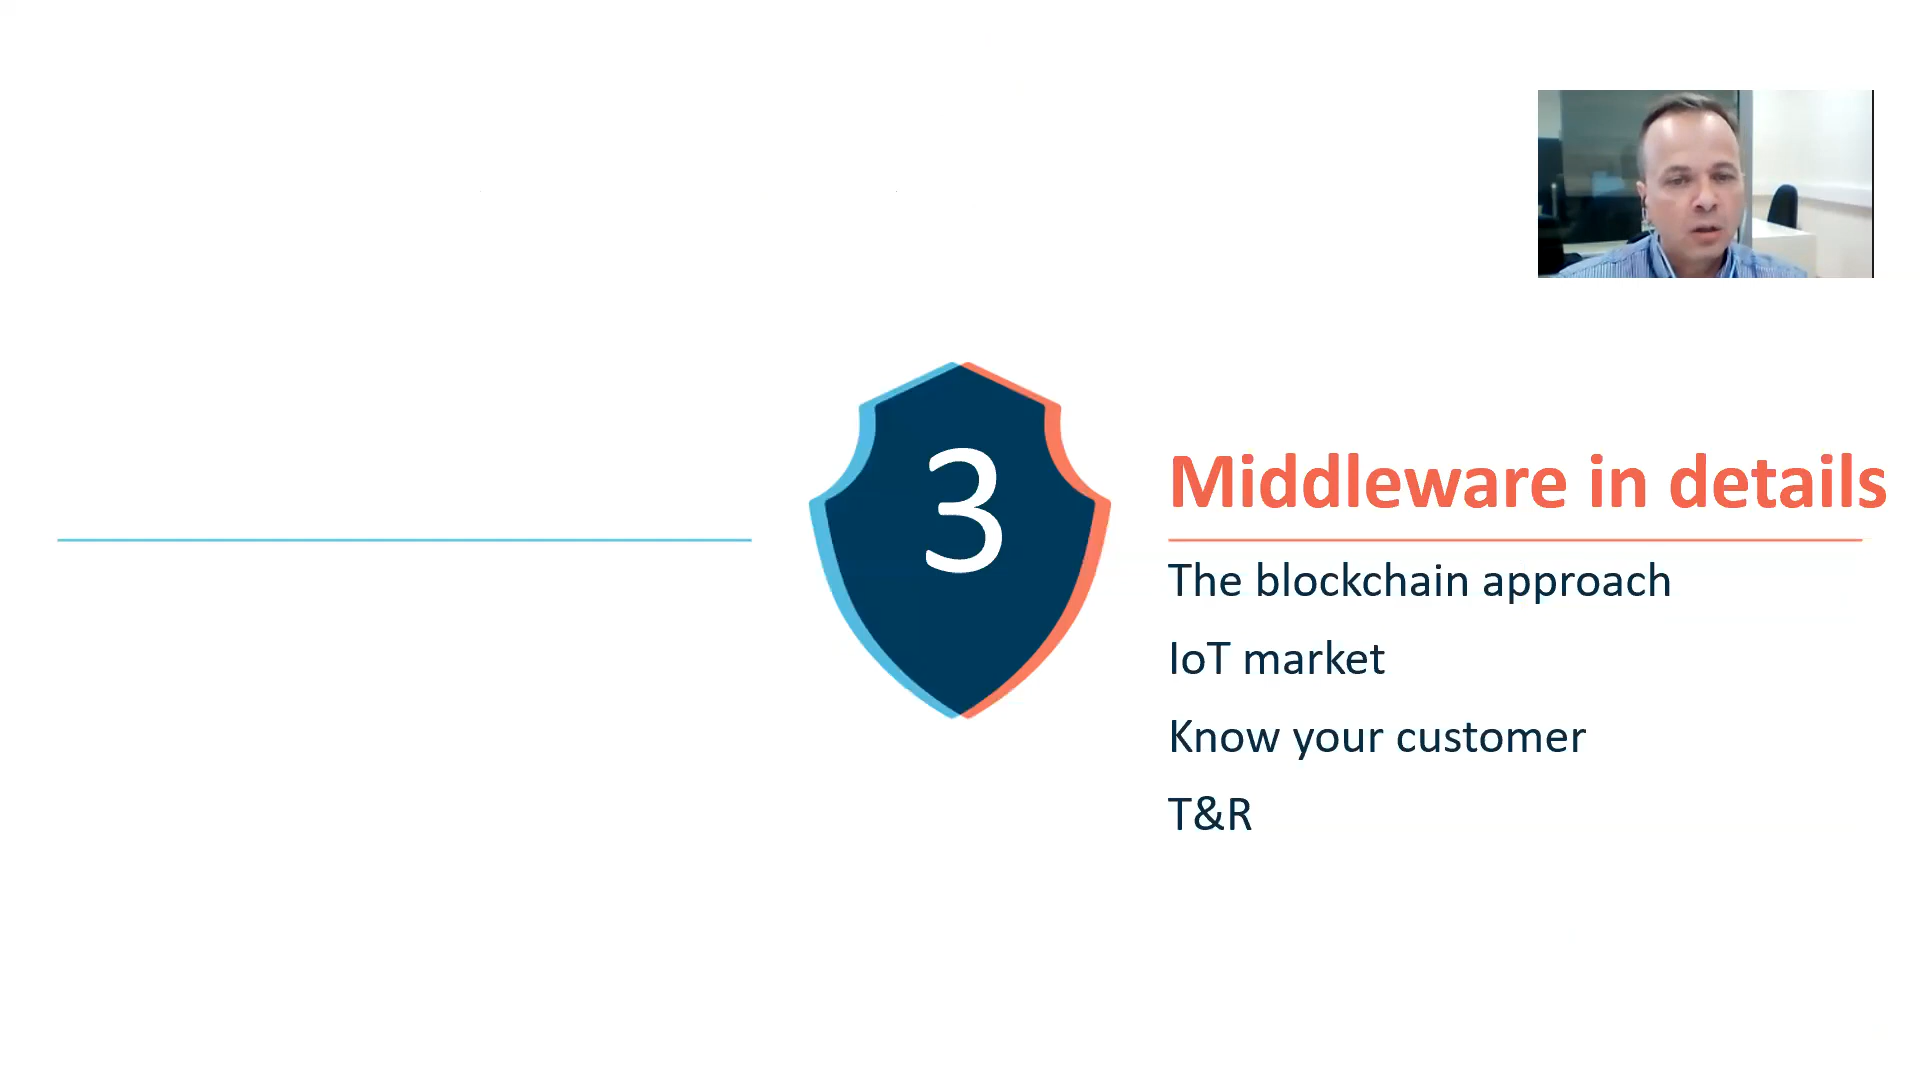 3
Middleware in details
The blockchain approach
IoT market
Know your customer
T&R